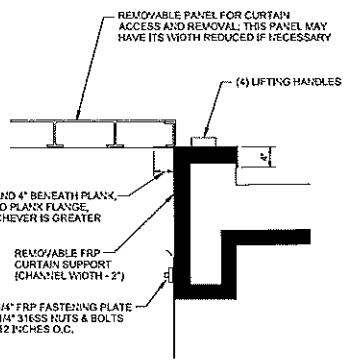 REMOVABLE PANEL FOR CURTAIN
ACCESS AND REMOVAL; THIS PANEL MAY
HAVE ITS WIDTH REDUCED IF NECESSARY
(4) LIFTING HANDLES
4"
ND 4" BENEATH PLANK,
O PLANK FLANGE,
CHEVER IS GREATER
REMOVABLE FRP
CURTAIN SUPPORT
(CHANNEL WIDTH - 2")
/4" FRP FASTENING PLATE
1/4" 316SS NUTS & BOLTS
12 INCHES O.C.